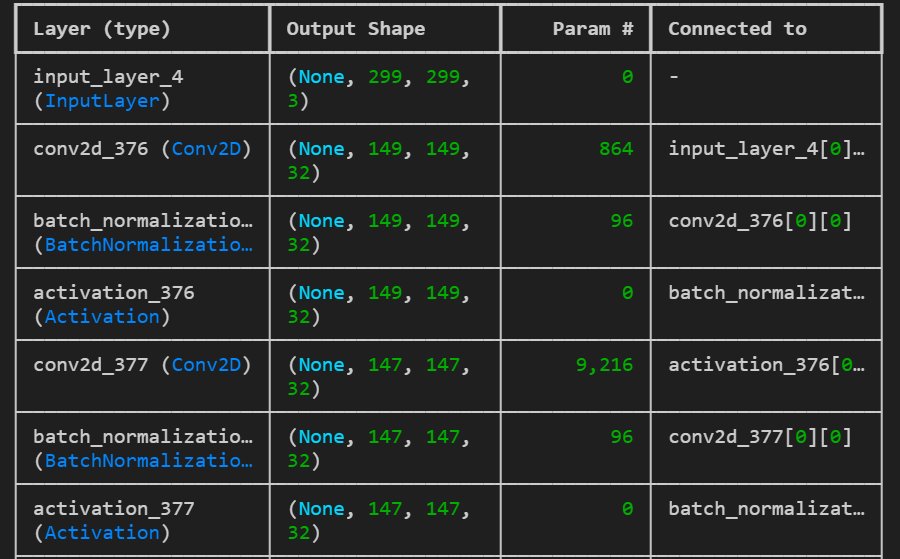 Layer (type) Output Shape Param # Connected to
input_layer_4 (None, 299, 299, 0 -
(InputLayer) 3)
conv2d_376 (Conv2D) (None, 149, 149, 864 input_layer_4[0]…
32)
batch_normalizatio… (None, 149, 149, 96 conv2d_376[0][0]
(BatchNormalizatio… 32)
activation_376 (None, 149, 149, 0 batch_normalizat…
(Activation) 32)
conv2d_377 (Conv2D) (None, 147, 147, 9,216 activation_376[0…
32)
batch_normalizatio… (None, 147, 147, 96 conv2d_377[0][0]
(BatchNormalizatio… 32)
activation_377 (None, 147, 147, 0 batch_normalizat…
(Activation) 32)